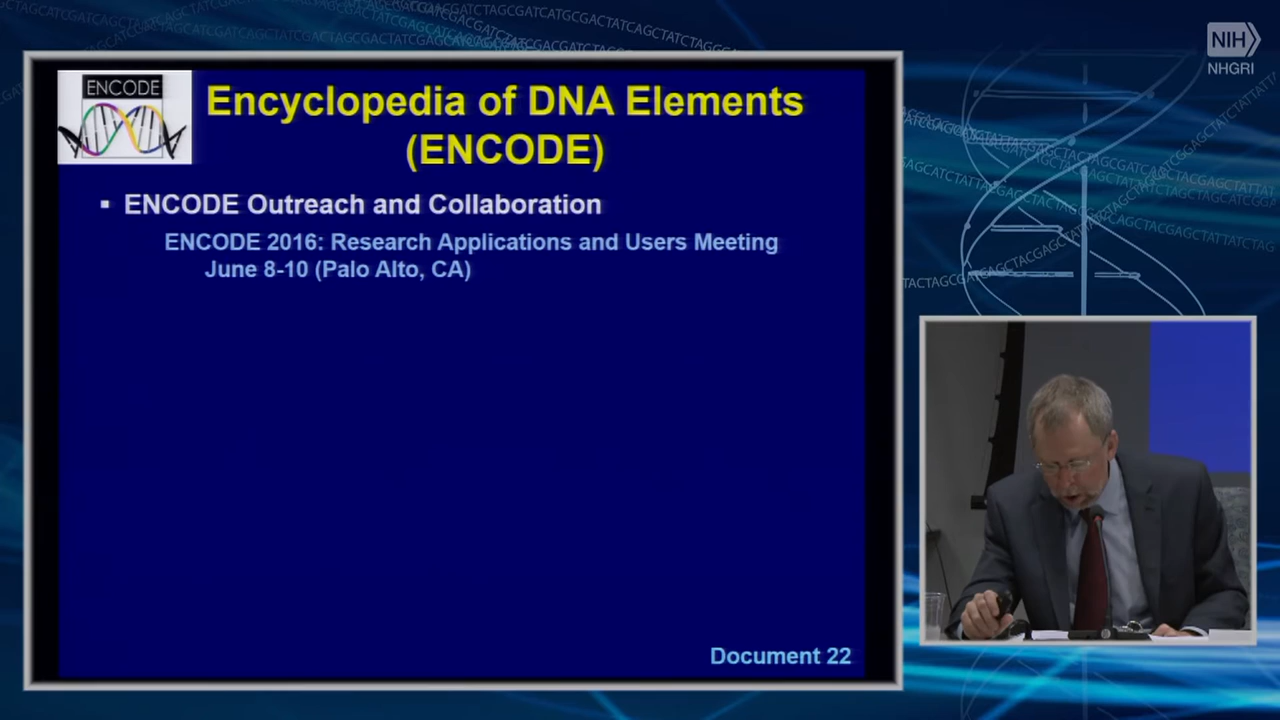 NIH
NHGRI
ENCODE
Encyclopedia of DNA Elements
(ENCODE)
▪ ENCODE Outreach and Collaboration
ENCODE 2016: Research Applications and Users Meeting
June 8-10 (Palo Alto, CA)
Document 22